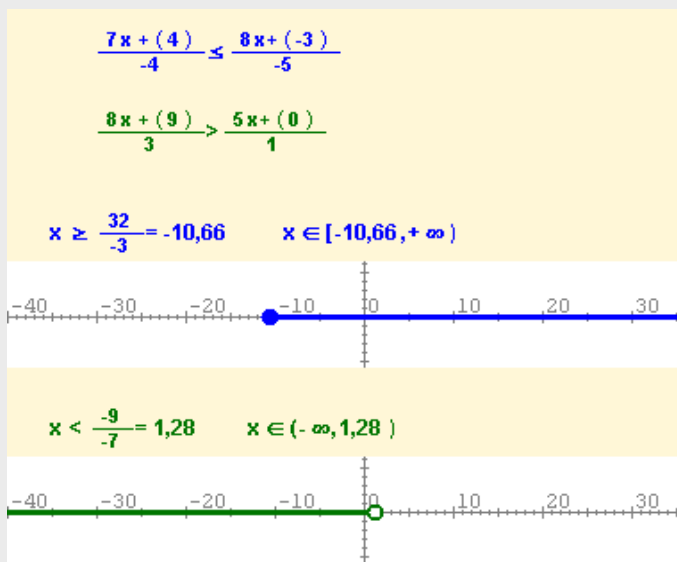 7x + ( 4 ) / -4 ≤ 8x + ( -3 ) / -5
8x + ( 9 ) / 3 > 5x + ( 0 ) / 1
x ≥ 32 / -3 = -10,66 x ∈ [ -10,66 , + ∞ )
-40 -30 -20 -10 0 10 20 30
x < -9 / -7 = 1,28 x ∈ ( - ∞, 1,28 )
-40 -30 -20 -10 0 10 20 30